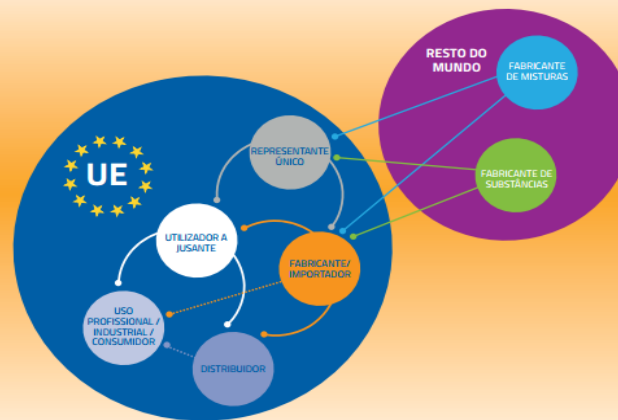 RESTO DO
MUNDO
FABRICANTE
DE MISTURAS
REPRESENTANTE
ÚNICO
UE
FABRICANTE DE
SUBSTÂNCIAS
UTILIZADOR A
JUSANTE
FABRICANTE/
IMPORTADOR
USO
PROFISSIONAL /
INDUSTRIAL /
CONSUMIDOR
DISTRIBUIDOR